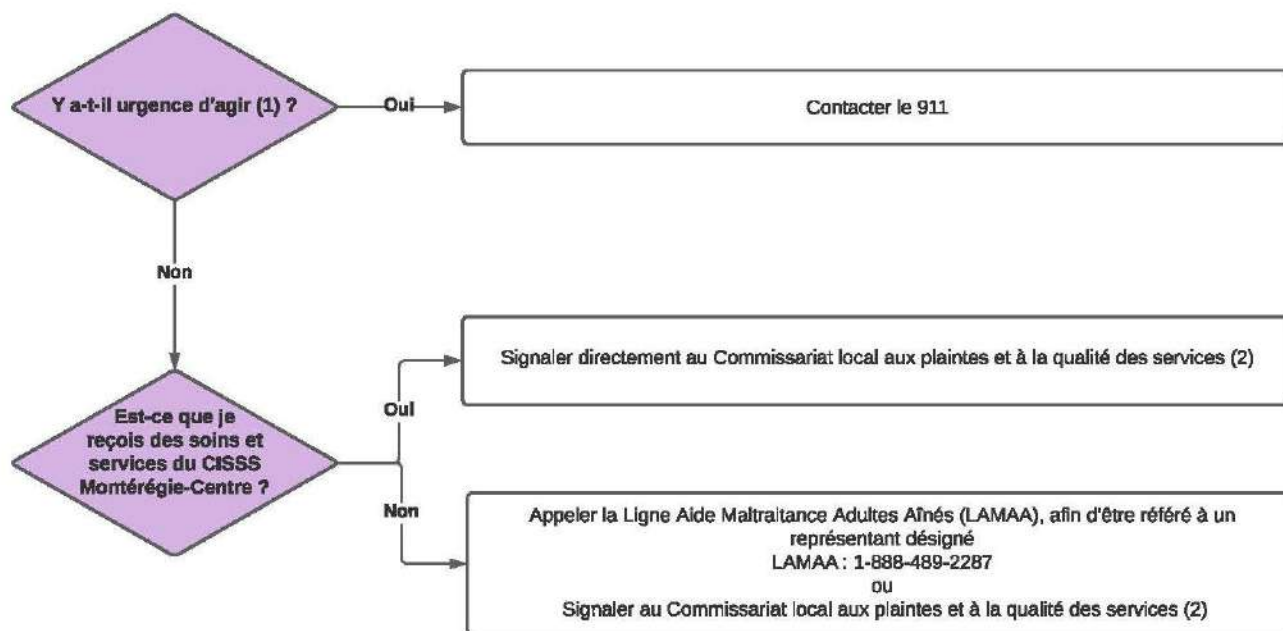 Y a-t-il urgence d'agir (1) ?
Oui
Contacter le 911
Non
Est-ce que je
reçois des soins et
services du CISSS
Montérégie-Centre ?
Oui
Signaler directement au Commissariat local aux plaintes et à la qualité des services (2)
Non
Appeler la Ligne Aide Maltraitance Adultes Aînés (LAMAA), afin d'être référé à un
représentant désigné
LAMAA : 1-888-489-2287
ou
Signaler au Commissariat local aux plaintes et à la qualité des services (2)